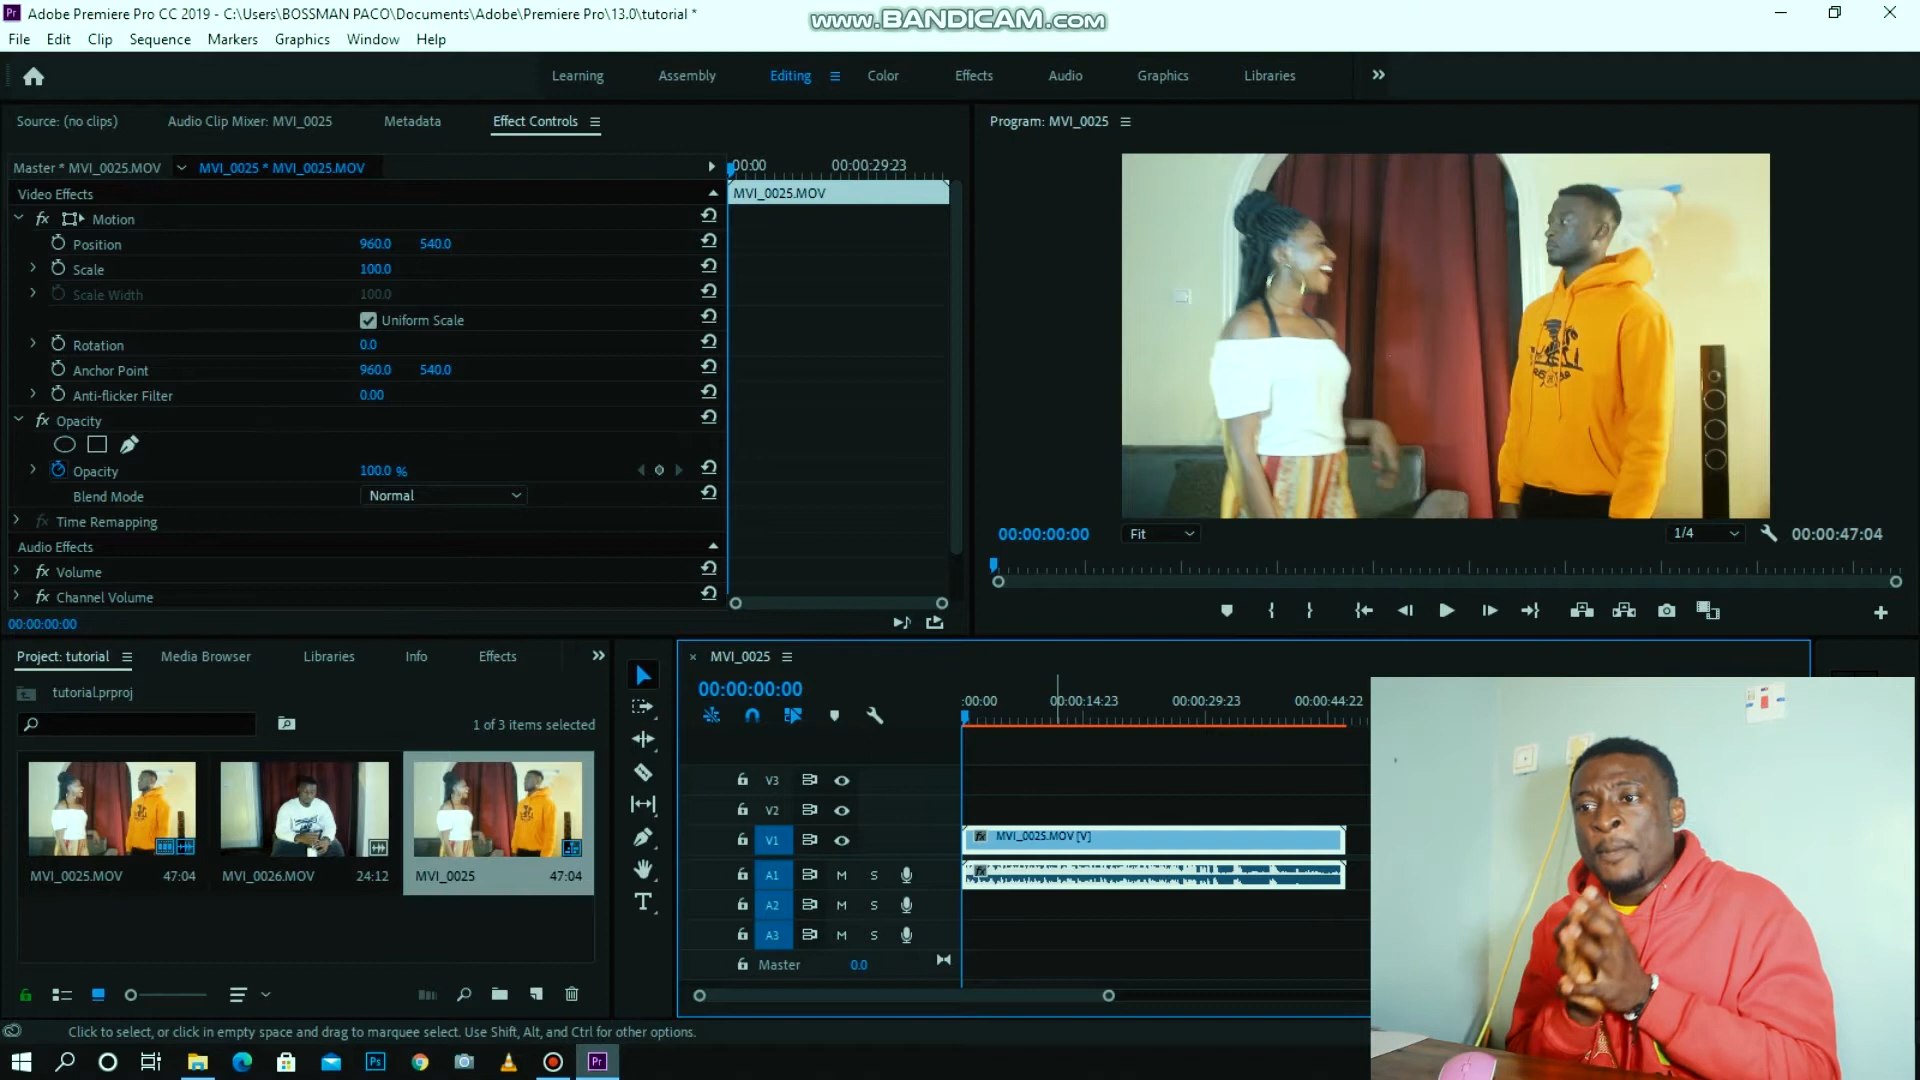 Adobe Premiere Pro CC 2019 - C:\Users\BOSSMAN PACO\Documents\Adobe\Premiere Pro\13.0\tutorial *
www.BANDICAM.com
File Edit Clip Sequence Markers Graphics Window Help
Learning Assembly Editing Color Effects Audio Graphics Libraries
Source: (no clips) Audio Clip Mixer: MVI_0025 Metadata Effect Controls
Program: MVI_0025
Master * MVI_0025.MOV MVI_0025 * MVI_0025.MOV
:00:00 00:00:29:23
Video Effects
MVI_0025.MOV
fx Motion
Position 960.0 540.0
Scale 100.0
Scale Width 100.0
Uniform Scale
Rotation 0.0
Anchor Point 960.0 540.0
Anti-flicker Filter 0.00
fx Opacity
Opacity 100.0 %
Blend Mode Normal
fx Time Remapping
Audio Effects
fx Volume
fx Channel Volume
00:00:00:00
00:00:00:00 Fit 1/4 00:00:47:04
Project: tutorial Media Browser Libraries Info Effects
tutorial.prproj
1 of 3 items selected
MVI_0025.MOV 47:04
MVI_0026.MOV 24:12
MVI_0025 47:04
MVI_0025
00:00:00:00
:00:00 00:00:14:23 00:00:29:23 00:00:44:22
V3
V2
V1 fx MVI_0025.MOV [V]
A1 M S fx
A2 M S
A3 M S
Master 0.0
Click to select, or click in empty space and drag to marquee select. Use Shift, Alt, and Ctrl for other options.